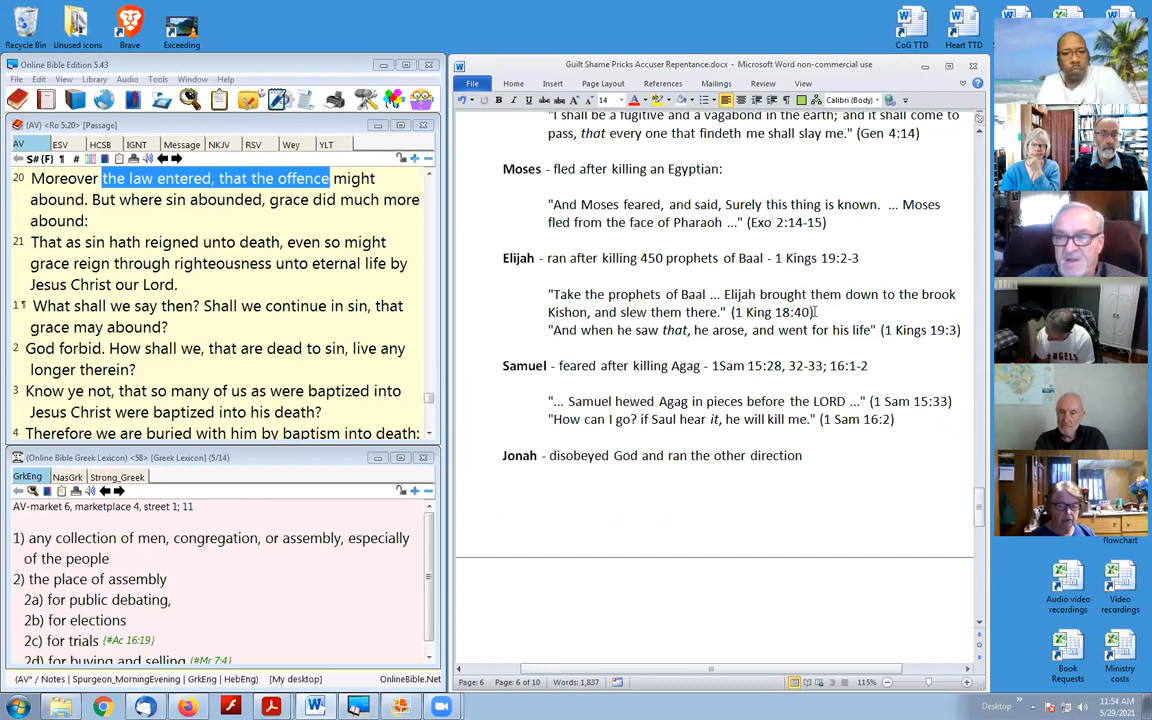 Recycle Bin
Unused icons
Brave
Exceeding
CoG TTD
Heart TTD
Online Bible Edition 5.43
File Edit View Library Audio Tools Window Help
(AV) <Ro 5:20> [Passage]
AV ESV HCSB IGNT Message NKJV RSV Wey YLT
S# {F} ¶ #
20 Moreover the law entered, that the offence might
abound. But where sin abounded, grace did much more
abound:
21 That as sin hath reigned unto death, even so might
grace reign through righteousness unto eternal life by
Jesus Christ our Lord.
1 ¶ What shall we say then? Shall we continue in sin, that
grace may abound?
2 God forbid. How shall we, that are dead to sin, live any
longer therein?
3 Know ye not, that so many of us as were baptized into
Jesus Christ were baptized into his death?
4 Therefore we are buried with him by baptism into death:
Online Bible Greek Lexicon <58> [Greek Lexicon] (5/14)
GrkEng NasGrk Strong_Greek
AV-market 6, marketplace 4, street 1; 11
1) any collection of men, congregation, or assembly, especially
of the people
2) the place of assembly
2a) for public debating,
2b) for elections
2c) for trials {#Ac 16:19}
2d) for buying and selling {#Mr 7:4}
(AV* / Notes | Spurgeon_MorningEvening | GrkEng | HebEng) [My desktop] OnlineBible.Net
Guilt Shame Pricks Accuser Repentance.docx - Microsoft Word non-commercial use
File Home Insert Page Layout References Mailings Review View
B I U abc 14 A Calibri (Body)
"I shall be a fugitive and a vagabond in the earth; and it shall come to
pass, that every one that findeth me shall slay me." (Gen 4:14)
Moses - fled after killing an Egyptian:
"And Moses feared, and said, Surely this thing is known. ... Moses
fled from the face of Pharaoh ..." (Exo 2:14-15)
Elijah - ran after killing 450 prophets of Baal - 1 Kings 19:2-3
"Take the prophets of Baal ... Elijah brought them down to the brook
Kishon, and slew them there." (1 King 18:40)
"And when he saw that, he arose, and went for his life" (1 Kings 19:3)
Samuel - feared after killing Agag - 1Sam 15:28, 32-33; 16:1-2
"... Samuel hewed Agag in pieces before the LORD ..." (1 Sam 15:33)
"How can I go? if Saul hear it, he will kill me." (1 Sam 16:2)
Jonah - disobeyed God and ran the other direction
Page: 6 Page: 6 of 10 Words: 1,837 115%
ANGELS
flowchart
Audio video
recordings
Video
recordings
Book
Requests
Ministry
costs
Desktop
11:54 AM
5/29/2021